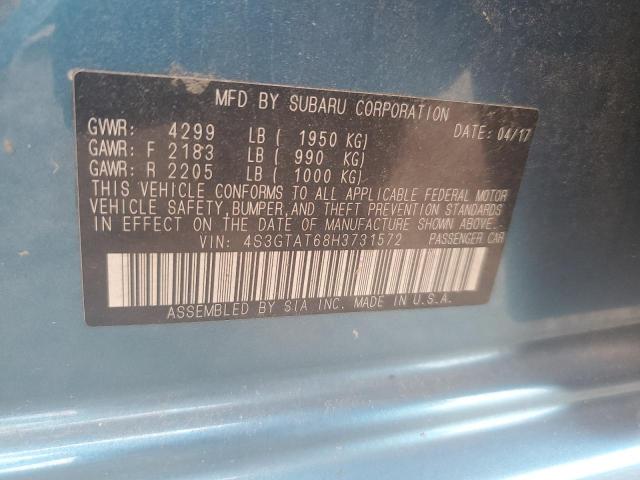 MFD BY SUBARU CORPORATION
GVWR: 4299 LB ( 1950 KG) DATE: 04/17
GAWR: F 2183 LB ( 990 KG)
GAWR: R 2205 LB ( 1000 KG)
THIS VEHICLE CONFORMS TO ALL APPLICABLE FEDERAL MOTOR
VEHICLE SAFETY, BUMPER, AND THEFT PREVENTION STANDARDS
IN EFFECT ON THE DATE OF MANUFACTURE SHOWN ABOVE.
VIN: 4S3GTAT68H3731572 PASSENGER CAR
ASSEMBLED BY SIA INC. MADE IN U.S.A.